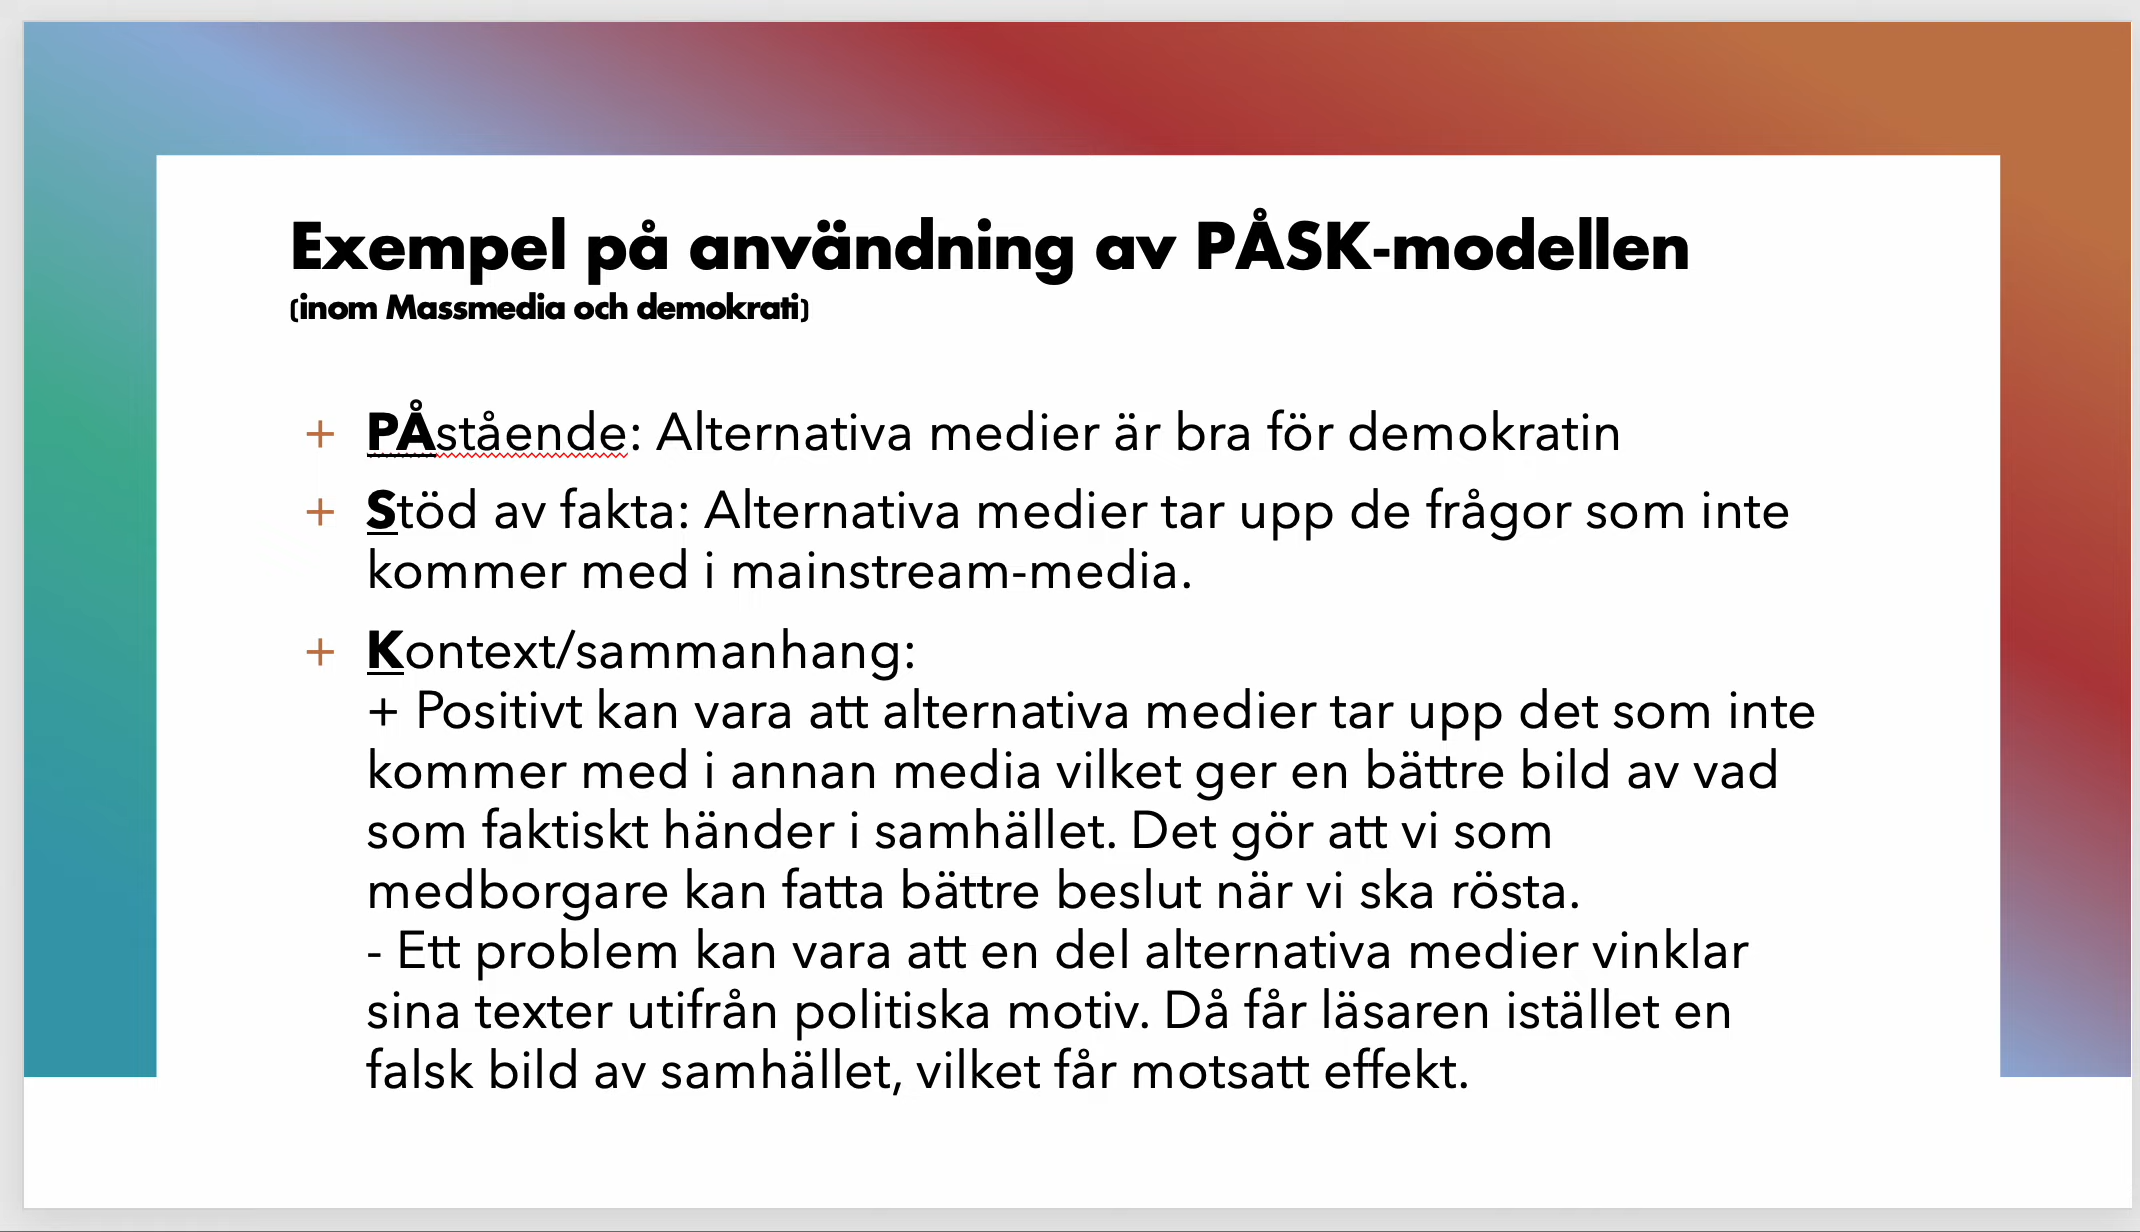 Exempel på användning av PÅSK-modellen
(inom Massmedia och demokrati)
+ PÅstående: Alternativa medier är bra för demokratin
+ Stöd av fakta: Alternativa medier tar upp de frågor som inte
kommer med i mainstream-media.
+ Kontext/sammanhang:
+ Positivt kan vara att alternativa medier tar upp det som inte
kommer med i annan media vilket ger en bättre bild av vad
som faktiskt händer i samhället. Det gör att vi som
medborgare kan fatta bättre beslut när vi ska rösta.
- Ett problem kan vara att en del alternativa medier vinklar
sina texter utifrån politiska motiv. Då får läsaren istället en
falsk bild av samhället, vilket får motsatt effekt.